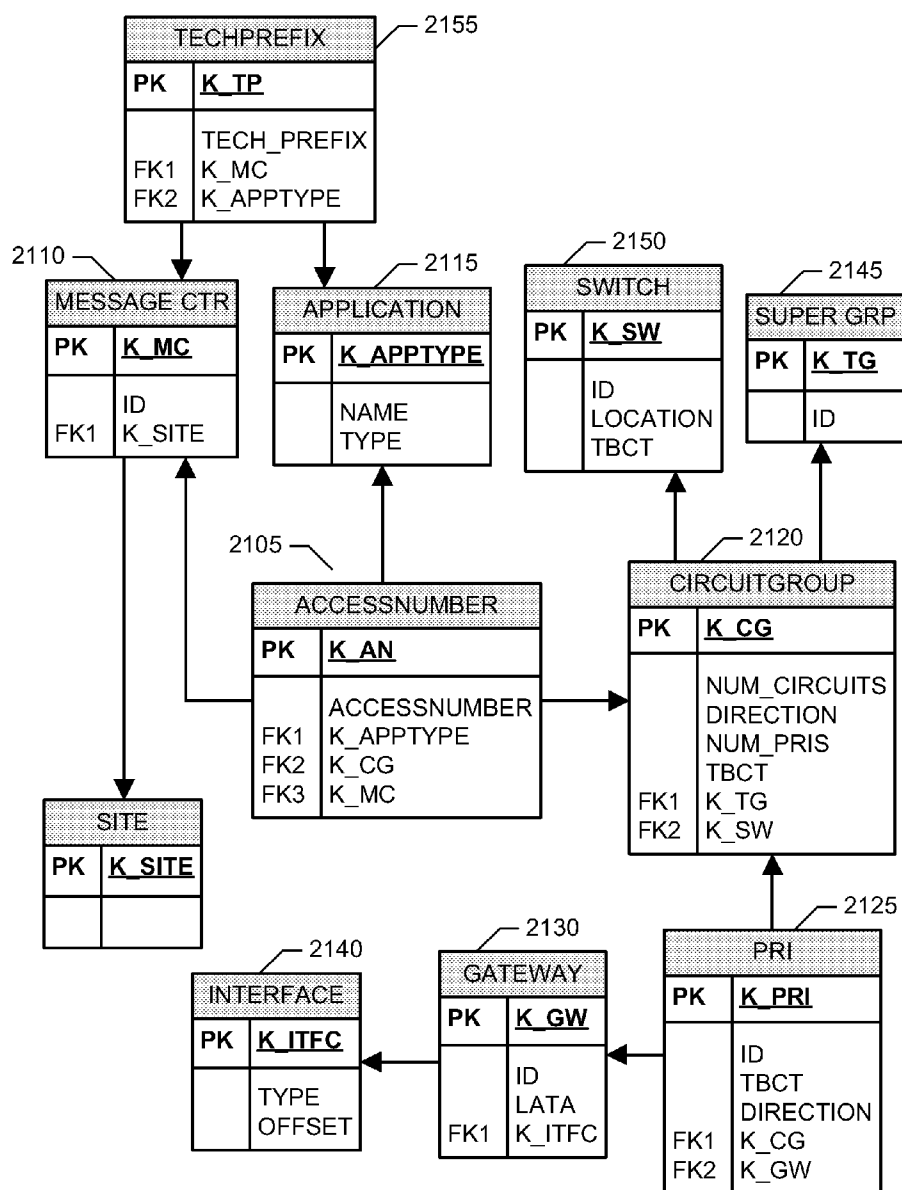 TECHPREFIX
2155
PK K_TP
TECH_PREFIX
FK1 K_MC
FK2 K_APPTYPE
2110
MESSAGE CTR
PK K_MC
ID
FK1 K_SITE
2115
APPLICATION
PK K_APPTYPE
NAME
TYPE
2150
SWITCH
PK K_SW
ID
LOCATION
TBCT
2145
SUPER GRP
PK K_TG
ID
2105
ACCESSNUMBER
PK K_AN
ACCESSNUMBER
FK1 K_APPTYPE
FK2 K_CG
FK3 K_MC
2120
CIRCUITGROUP
PK K_CG
NUM_CIRCUITS
DIRECTION
NUM_PRIS
TBCT
FK1 K_TG
FK2 K_SW
SITE
PK K_SITE
2140
INTERFACE
PK K_ITFC
TYPE
OFFSET
2130
GATEWAY
PK K_GW
ID
LATA
FK1 K_ITFC
2125
PRI
PK K_PRI
ID
TBCT
DIRECTION
FK1 K_CG
FK2 K_GW